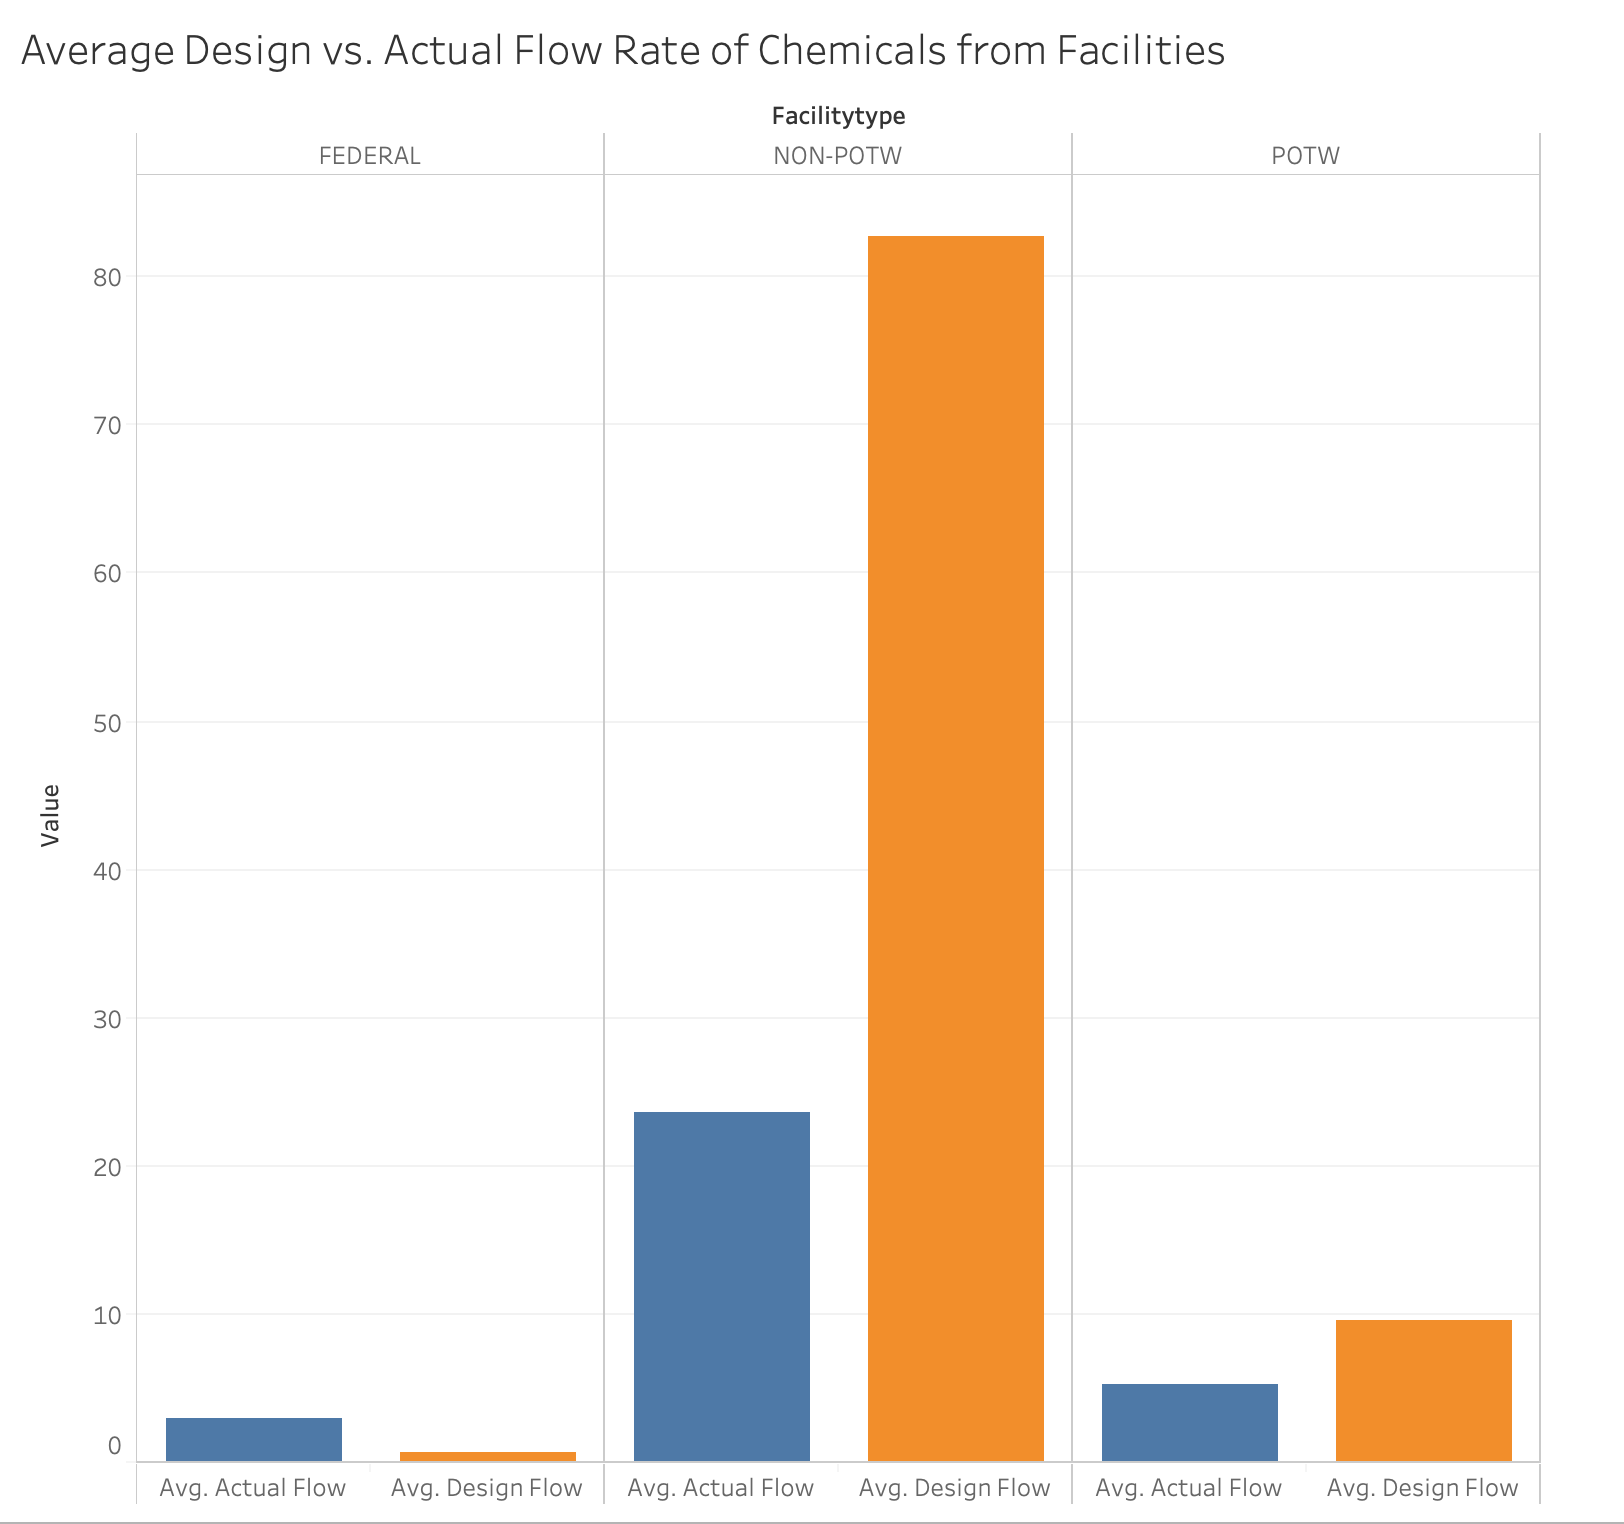 Average Design vs. Actual Flow Rate of Chemicals from Facilities
Facilitytype
FEDERAL NON-POTW POTW
80
70
60
50
Value
40
30
20
10
0
Avg. Actual Flow Avg. Design Flow Avg. Actual Flow Avg. Design Flow Avg. Actual Flow Avg. Design Flow